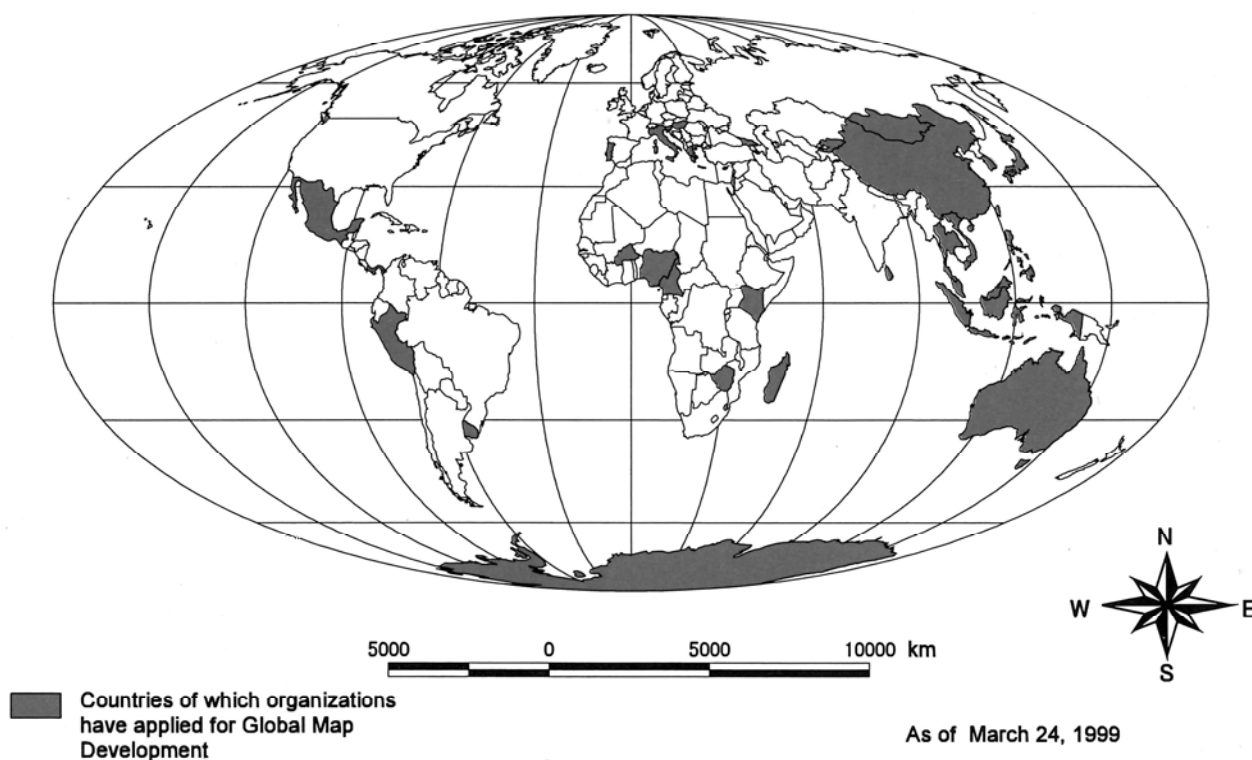 N
W E
S
5000 0 5000 10000 km
Countries of which organizations
have applied for Global Map
Development
As of March 24, 1999